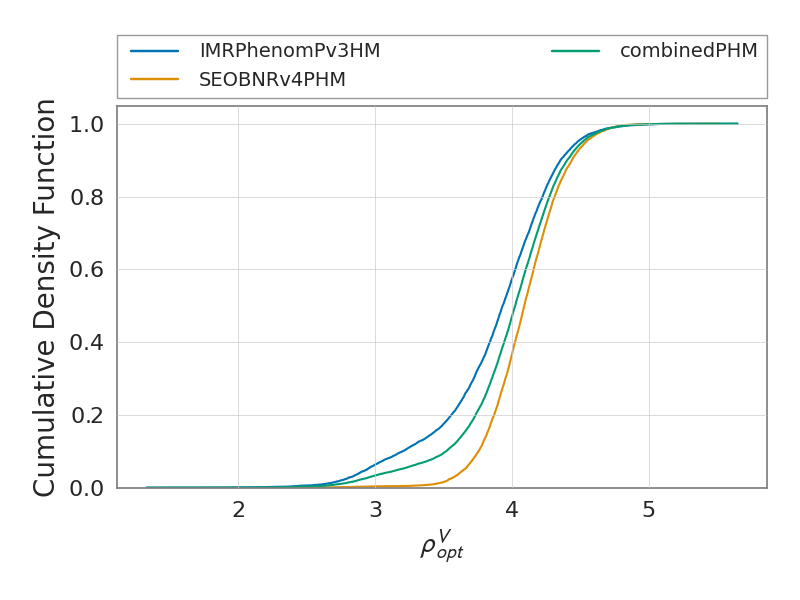 IMRPhenomPv3HM combinedPHM
SEOBNRv4PHM
Cumulative Density Function
1.0
0.8
0.6
0.4
0.2
0.0
2 3 4 5
ρ_opt^V